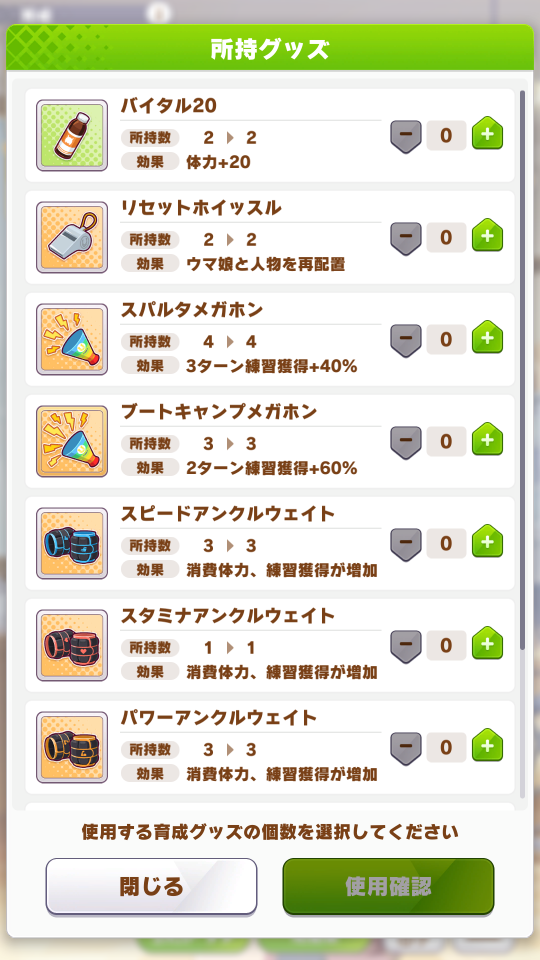 所持グッズ
バイタル20
所持数 2 2
効果 体力+20
0
リセットホイッスル
所持数 2 2
効果 ウマ娘と人物を再配置
0
スパルタメガホン
所持数 4 4
効果 3ターン練習獲得+40%
0
ブートキャンプメガホン
所持数 3 3
効果 2ターン練習獲得+60%
0
スピードアンクルウェイト
所持数 3 3
効果 消費体力、練習獲得が増加
0
スタミナアンクルウェイト
所持数 1 1
効果 消費体力、練習獲得が増加
0
パワーアンクルウェイト
所持数 3 3
効果 消費体力、練習獲得が増加
0
使用する育成グッズの個数を選択してください
閉じる
使用確認